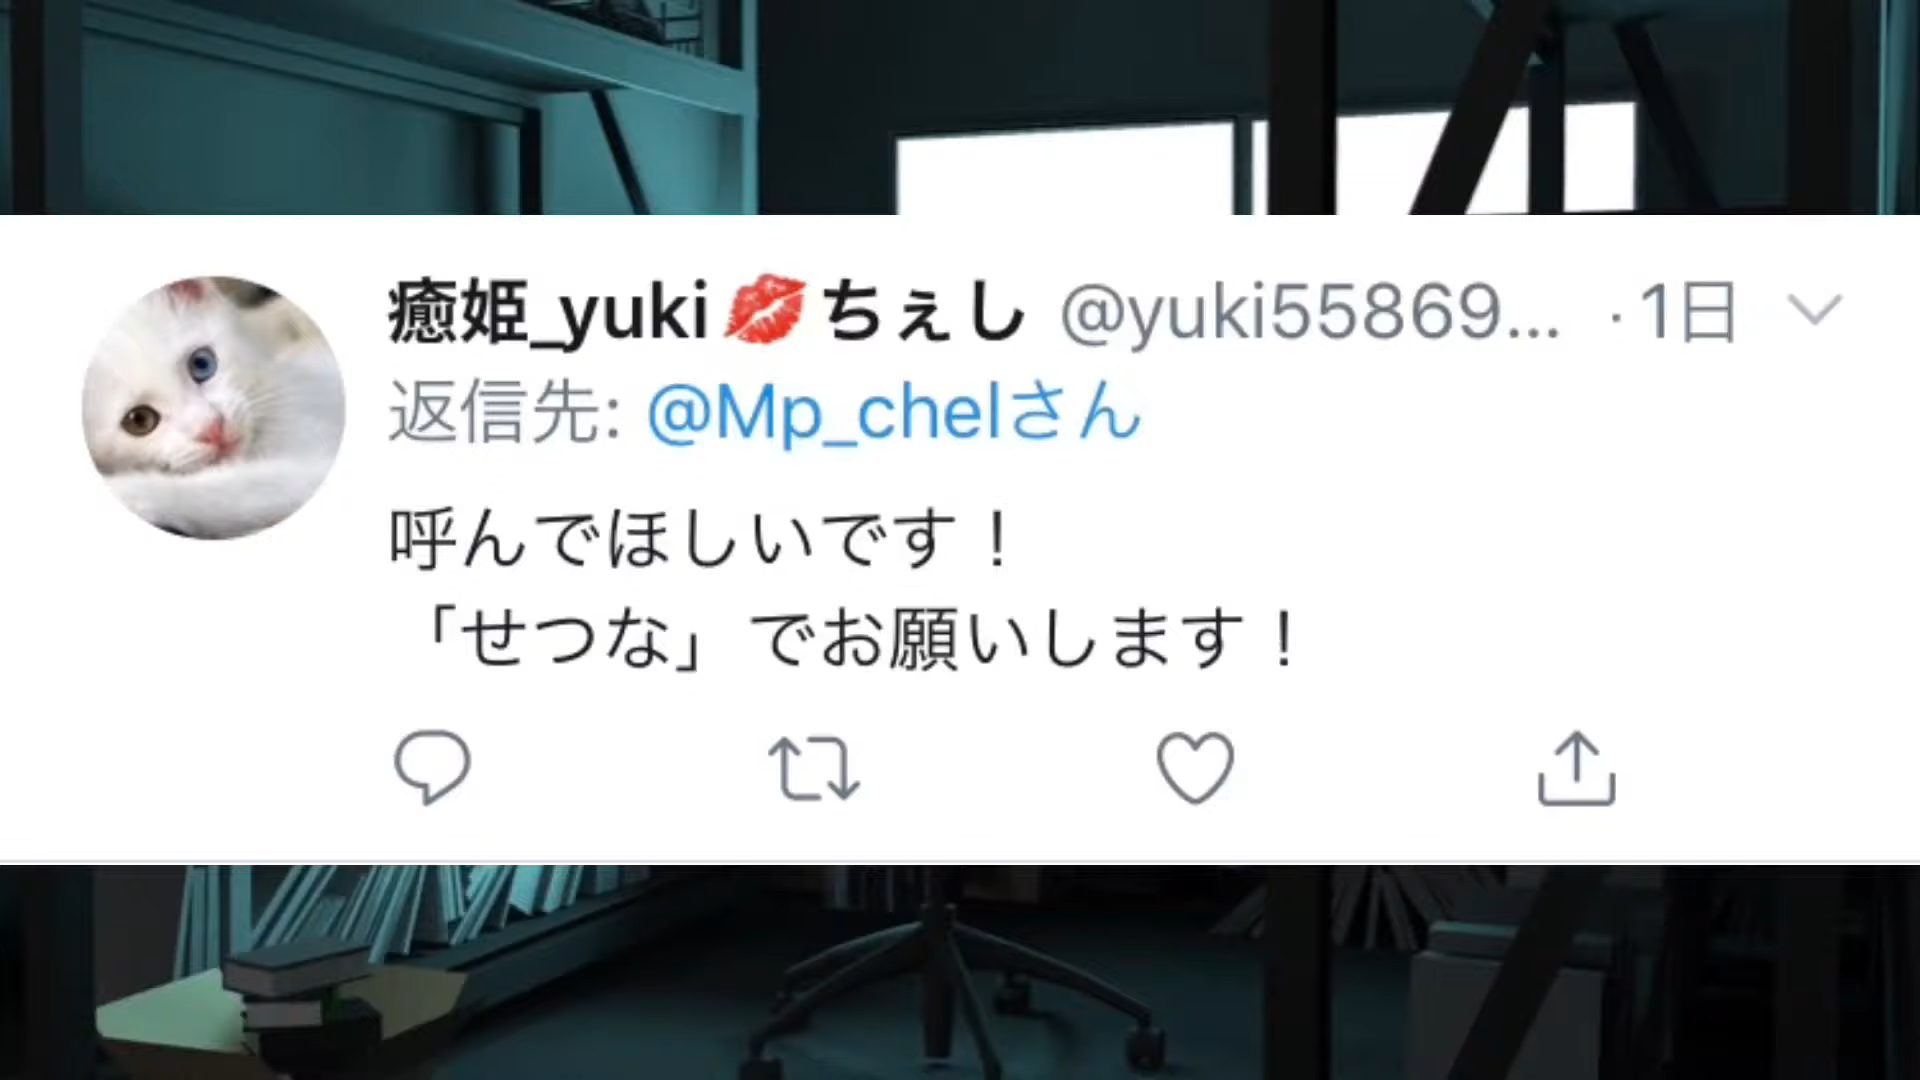 癒姫_yuki💋ちぇし @yuki55869... · 1日
返信先: @Mp_chelさん
呼んでほしいです！
「せつな」でお願いします！